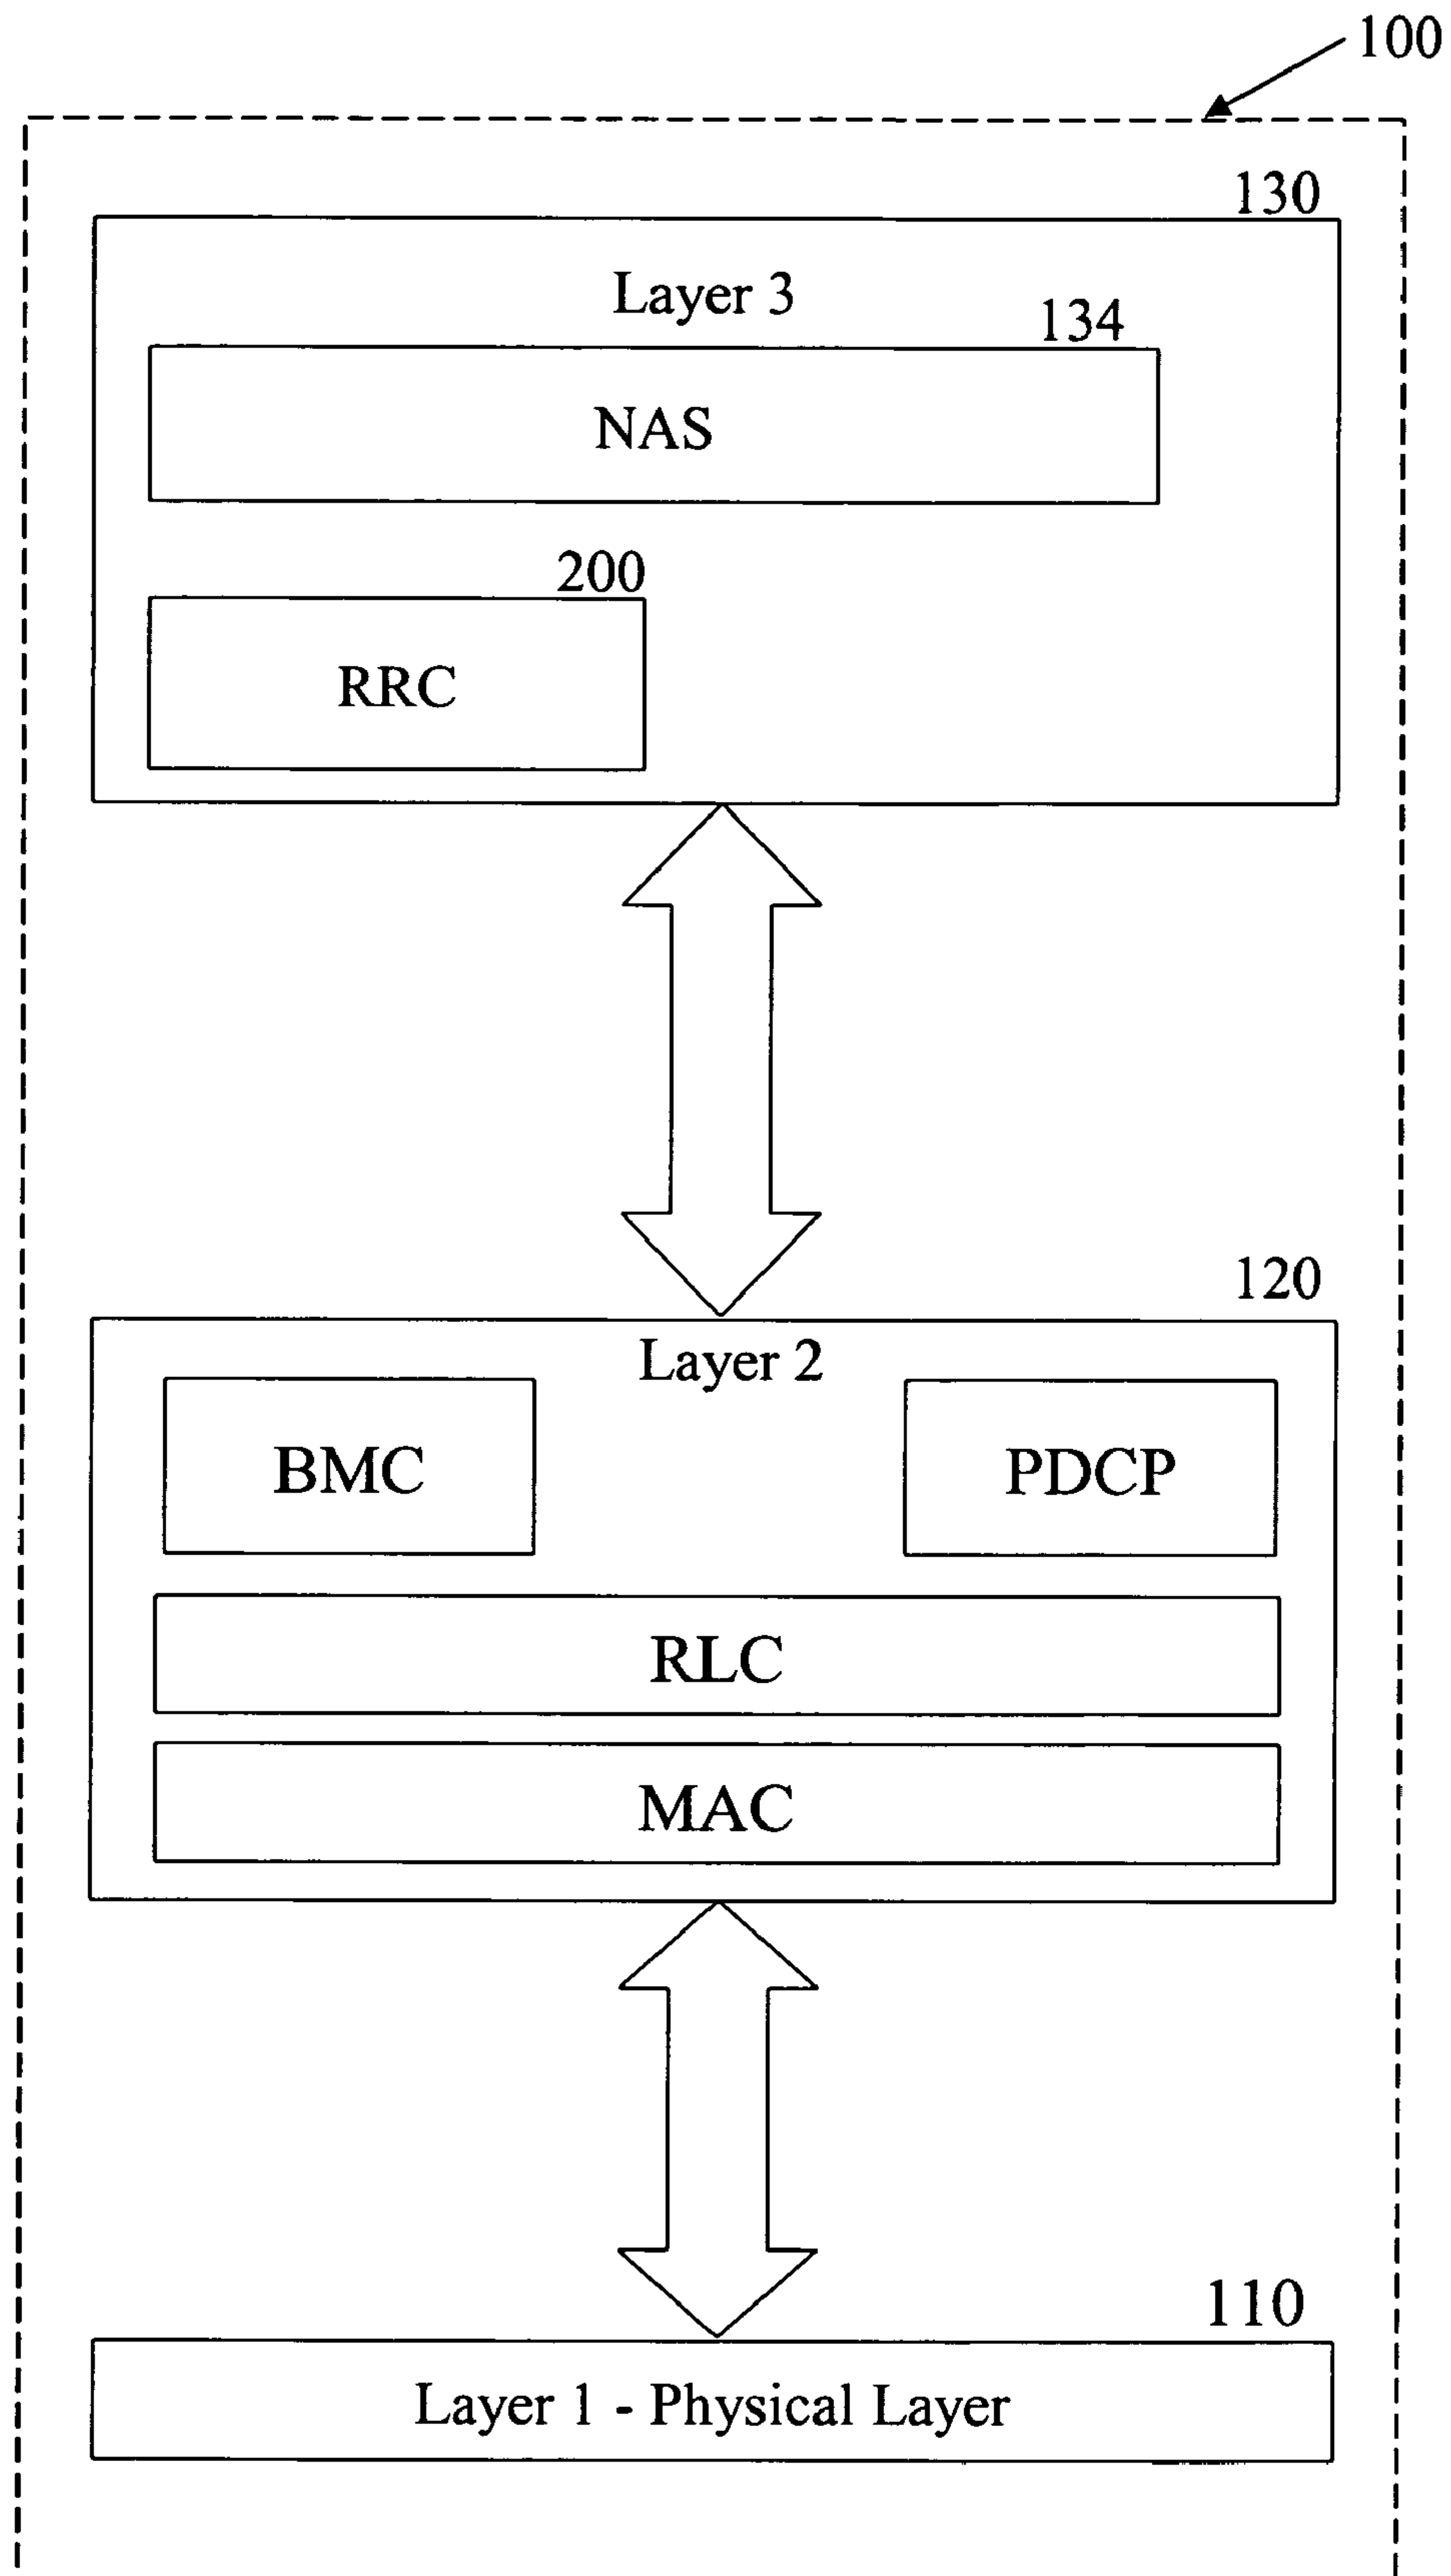 100
130
Layer 3
134
NAS
200
RRC
120
Layer 2
BMC
PDCP
RLC
MAC
110
Layer 1 - Physical Layer